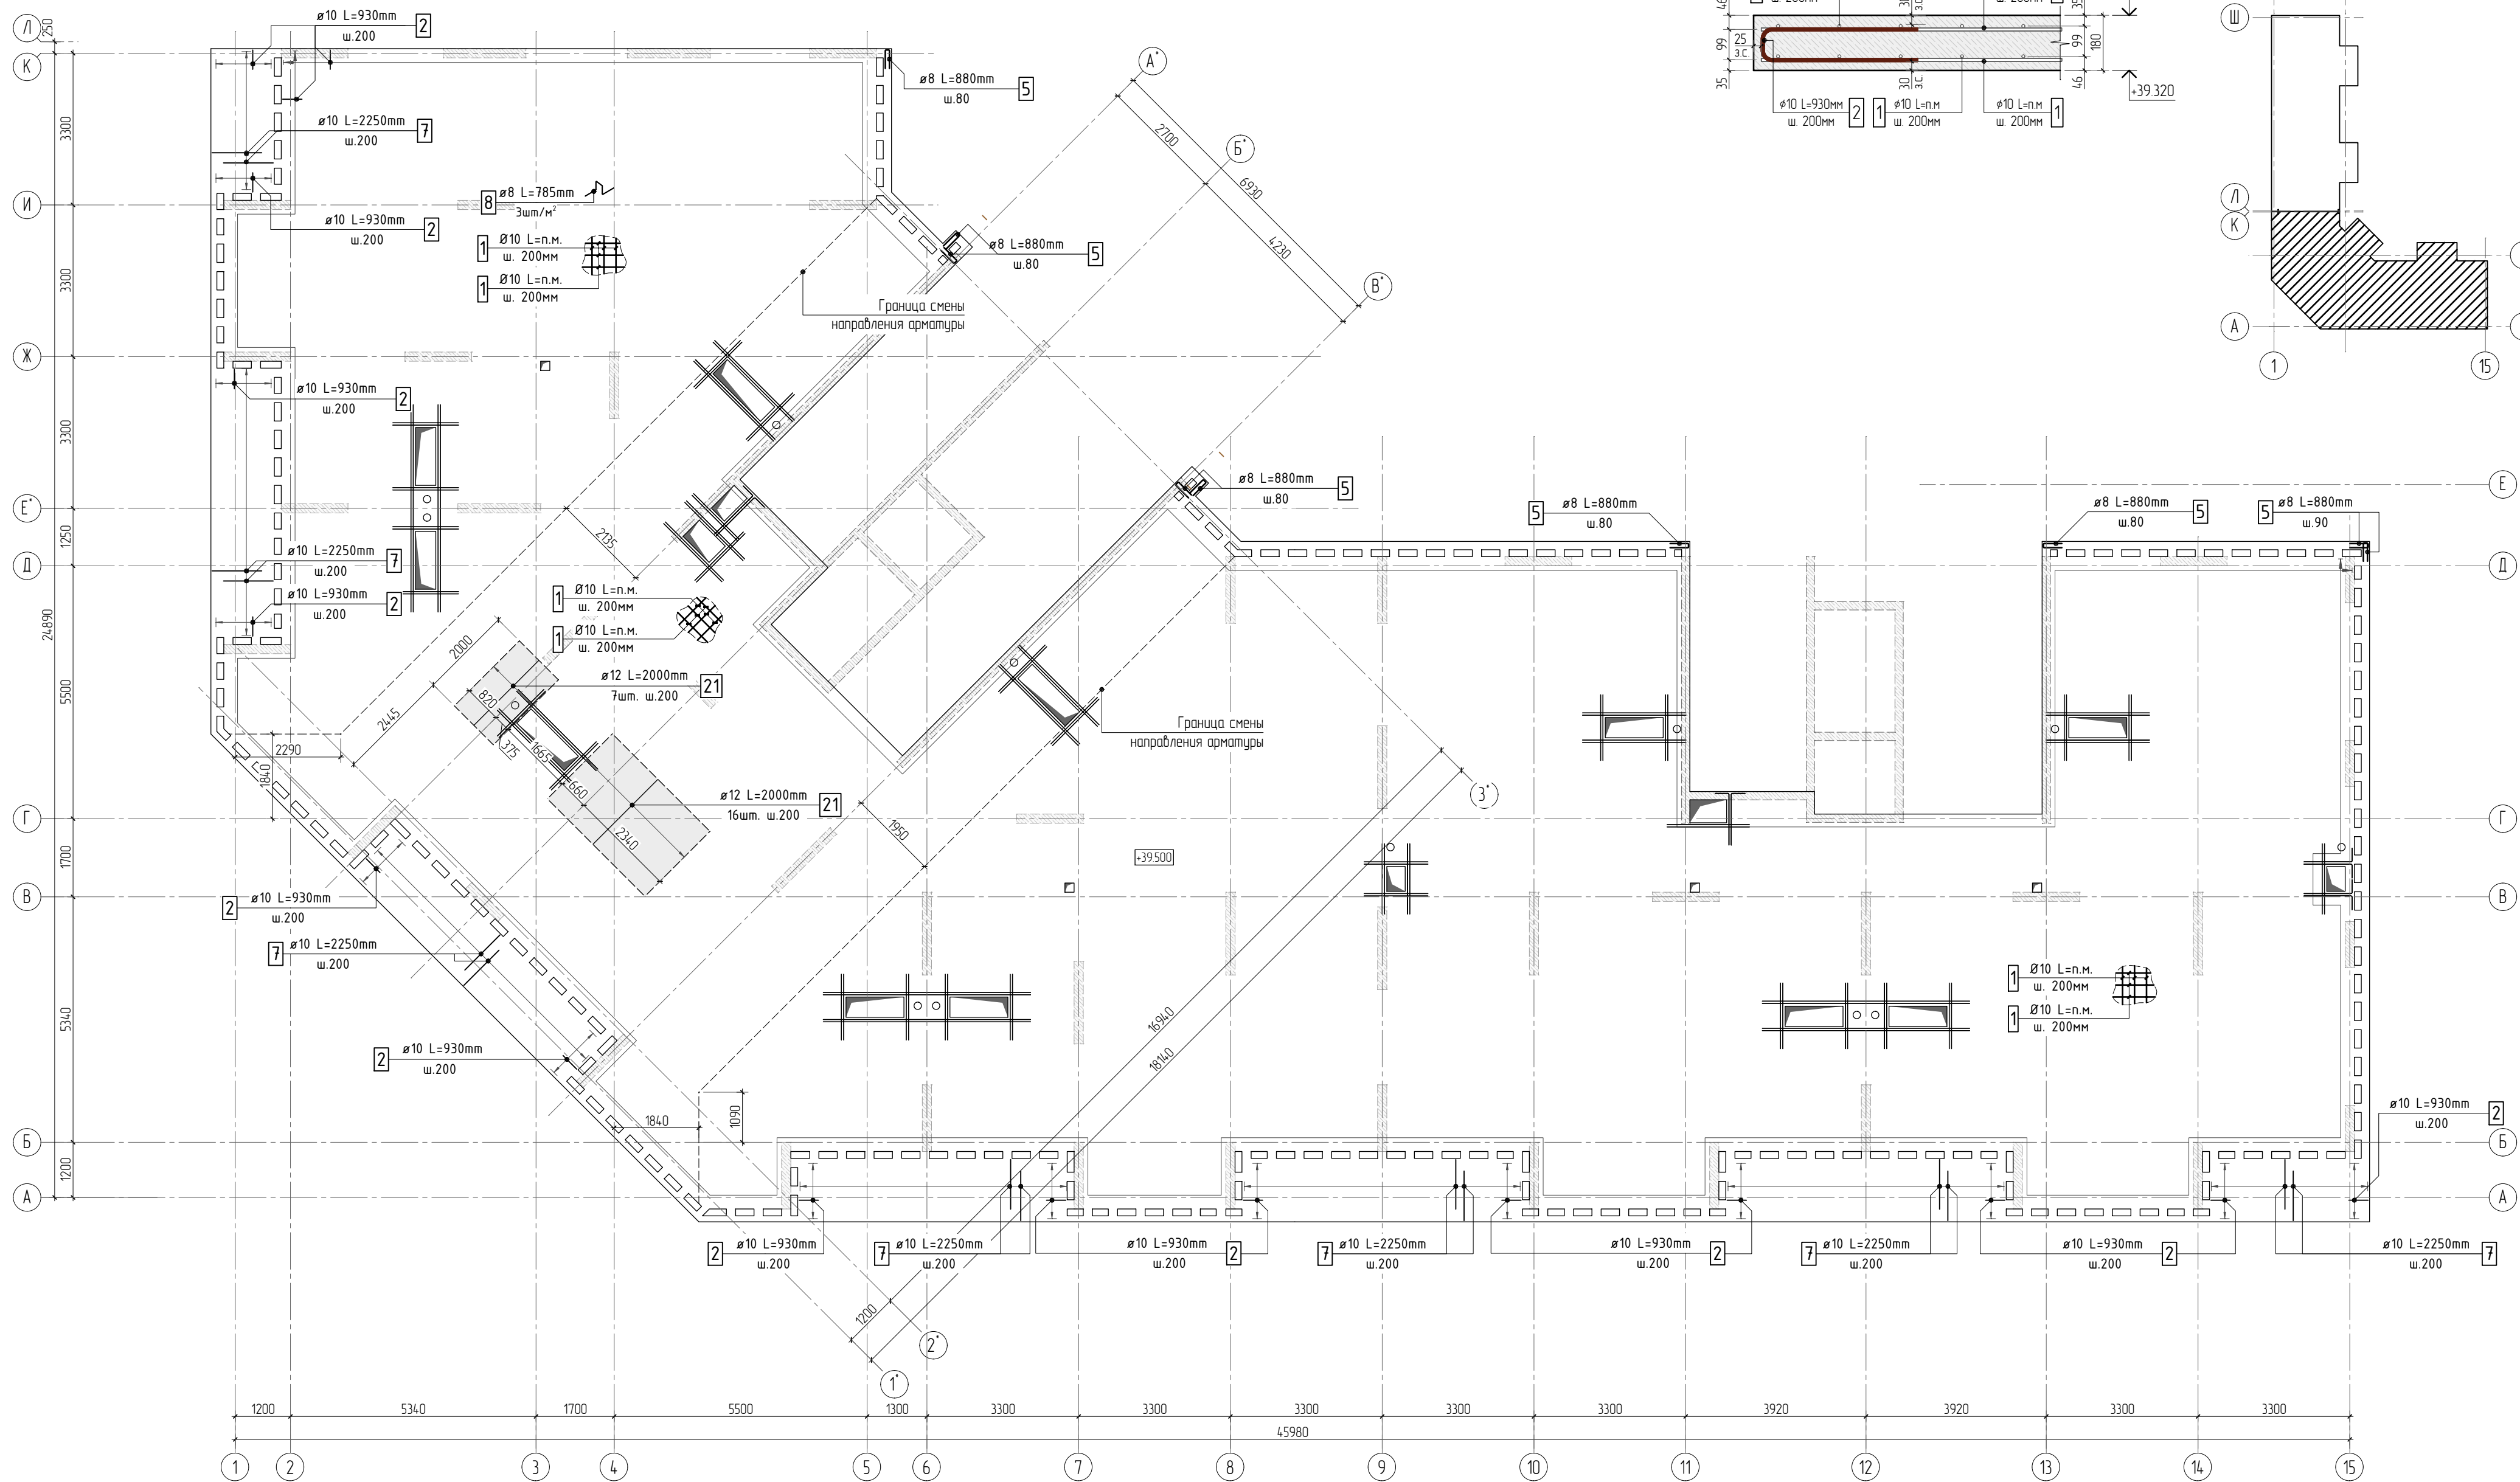 Л
К
250
3300
И
3300
Ж
3300
Е*
1250
Д
24890
5500
Г
1700
В
5340
Б
1200
А
ø10 L=930mm
ш.200
2
ø10 L=2250mm
ш.200
7
ø10 L=930mm
ш.200
2
8
ø8 L=785mm
3шт/м²
1
Ø10 L=п.м.
ш. 200мм
1
Ø10 L=п.м.
ш. 200мм
ø8 L=880mm
ш.80
5
ø8 L=880mm
ш.80
5
Граница смены
направления арматуры
А*
Б*
В*
2700
6930
4230
ø10 L=930мм
ш. 200мм
2
1
ø10 L=п.м
ш. 200мм
ø10 L=п.м
ш. 200мм
1
ш. 200мм
ш. 200мм
46
99
35
25
з.с.
30
з.с.
35
99
46
180
+39.320
Ш
Л
К
А
1
15
ø10 L=930mm
ш.200
2
ø10 L=2250mm
ш.200
7
ø10 L=930mm
ш.200
2
2135
1
Ø10 L=п.м.
ш. 200мм
1
Ø10 L=п.м.
ш. 200мм
ø12 L=2000mm
7шт. ш.200
21
2000
820
2445
375
1665
660
2340
2290
1840
ø12 L=2000mm
16шт. ш.200
21
1950
ø8 L=880mm
ш.80
5
5
ø8 L=880mm
ш.80
ø8 L=880mm
ш.80
5
5
ø8 L=880mm
ш.90
Е
Д
Г
В
Б
А
Граница смены
направления арматуры
3*
+39.500
2
ø10 L=930mm
ш.200
7
ø10 L=2250mm
ш.200
2
ø10 L=930mm
ш.200
1
Ø10 L=п.м.
ш. 200мм
1
Ø10 L=п.м.
ш. 200мм
16940
18140
1840
1090
ø10 L=930mm
ш.200
2
2
ø10 L=930mm
ш.200
7
ø10 L=2250mm
ш.200
ø10 L=930mm
ш.200
2
7
ø10 L=2250mm
ш.200
ø10 L=930mm
ш.200
2
7
ø10 L=2250mm
ш.200
ø10 L=930mm
ш.200
2
ø10 L=2250mm
ш.200
7
1200
2*
1*
1200
5340
1700
5500
1300
3300
3300
3300
3300
3300
3920
3920
3300
3300
45980
1
2
3
4
5
6
7
8
9
10
11
12
13
14
15